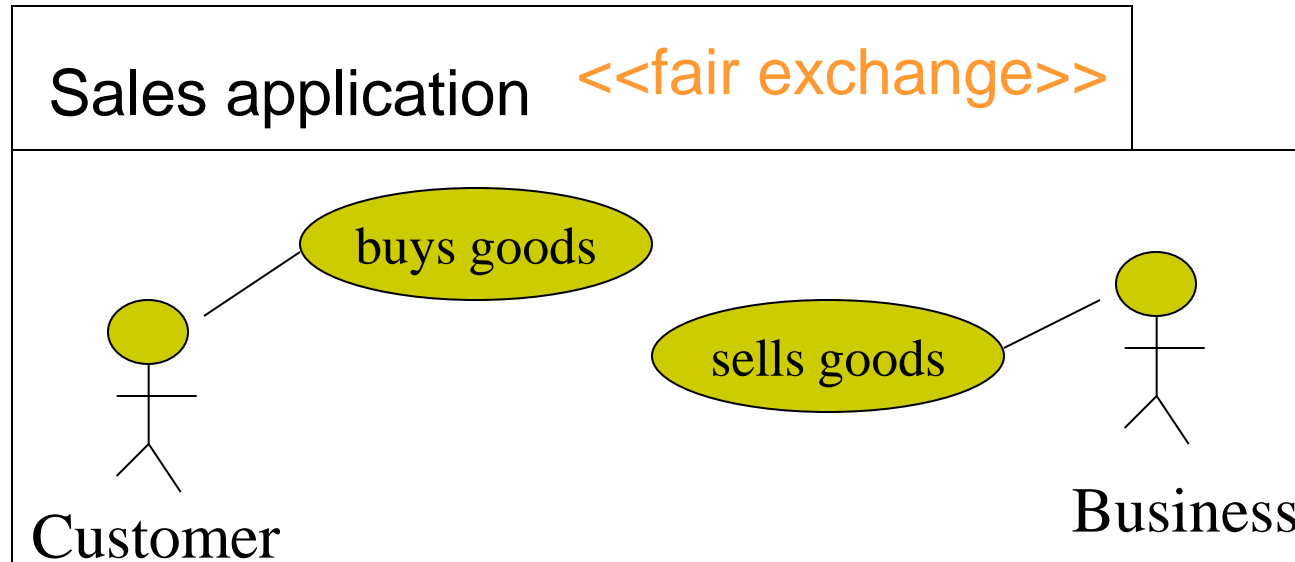 Sales application <<fair exchange>>
buys goods
sells goods
Customer
Business